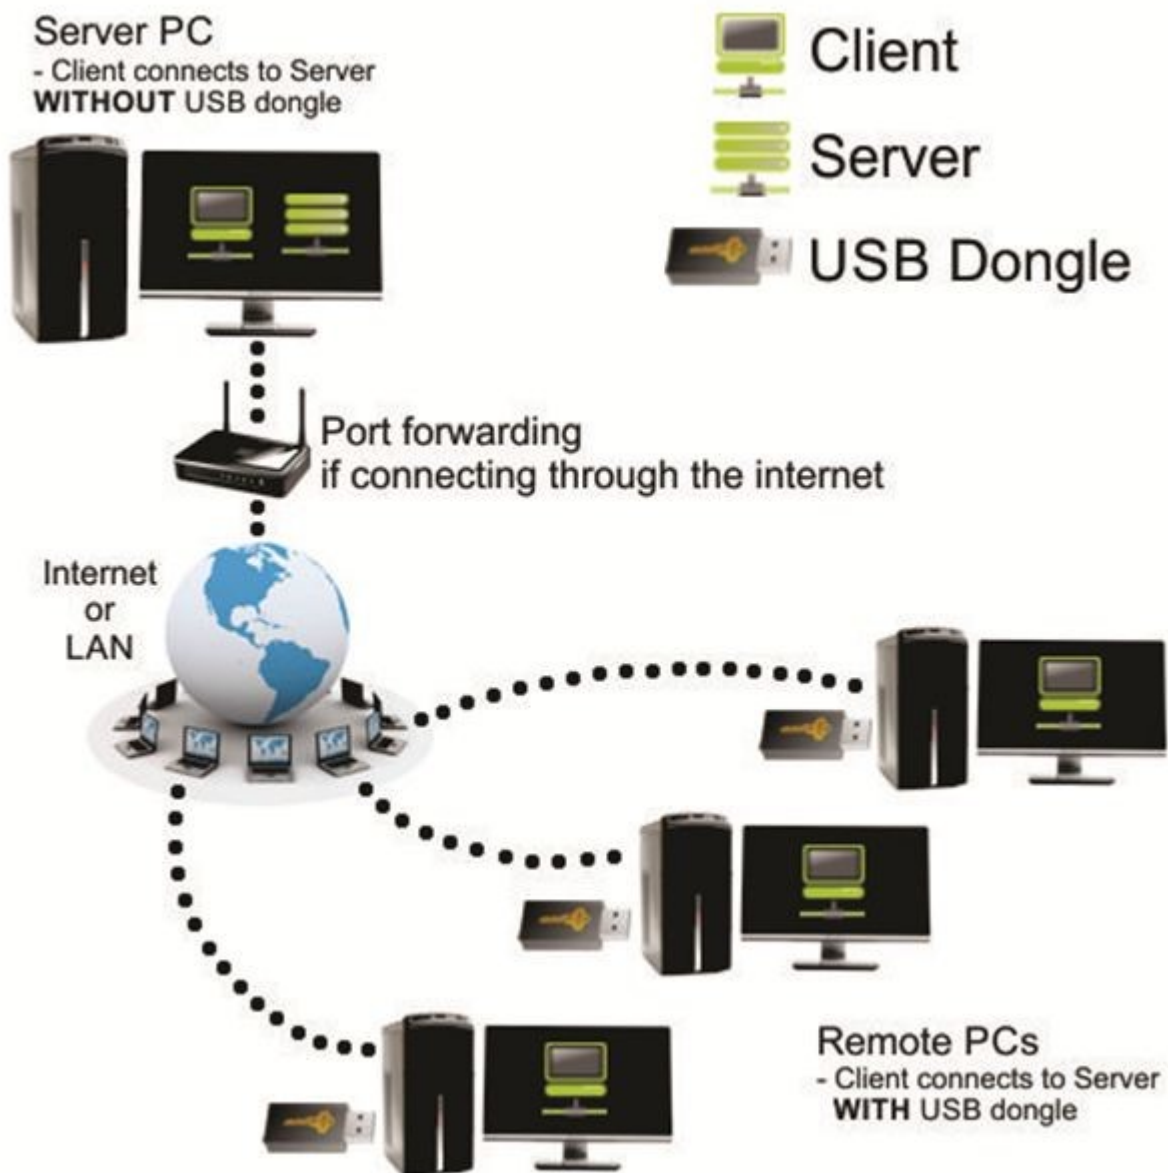 Server PC
- Client connects to Server
WITHOUT USB dongle
Client
Server
USB Dongle
Port forwarding
if connecting through the internet
Internet
or
LAN
Remote PCs
- Client connects to Server
WITH USB dongle